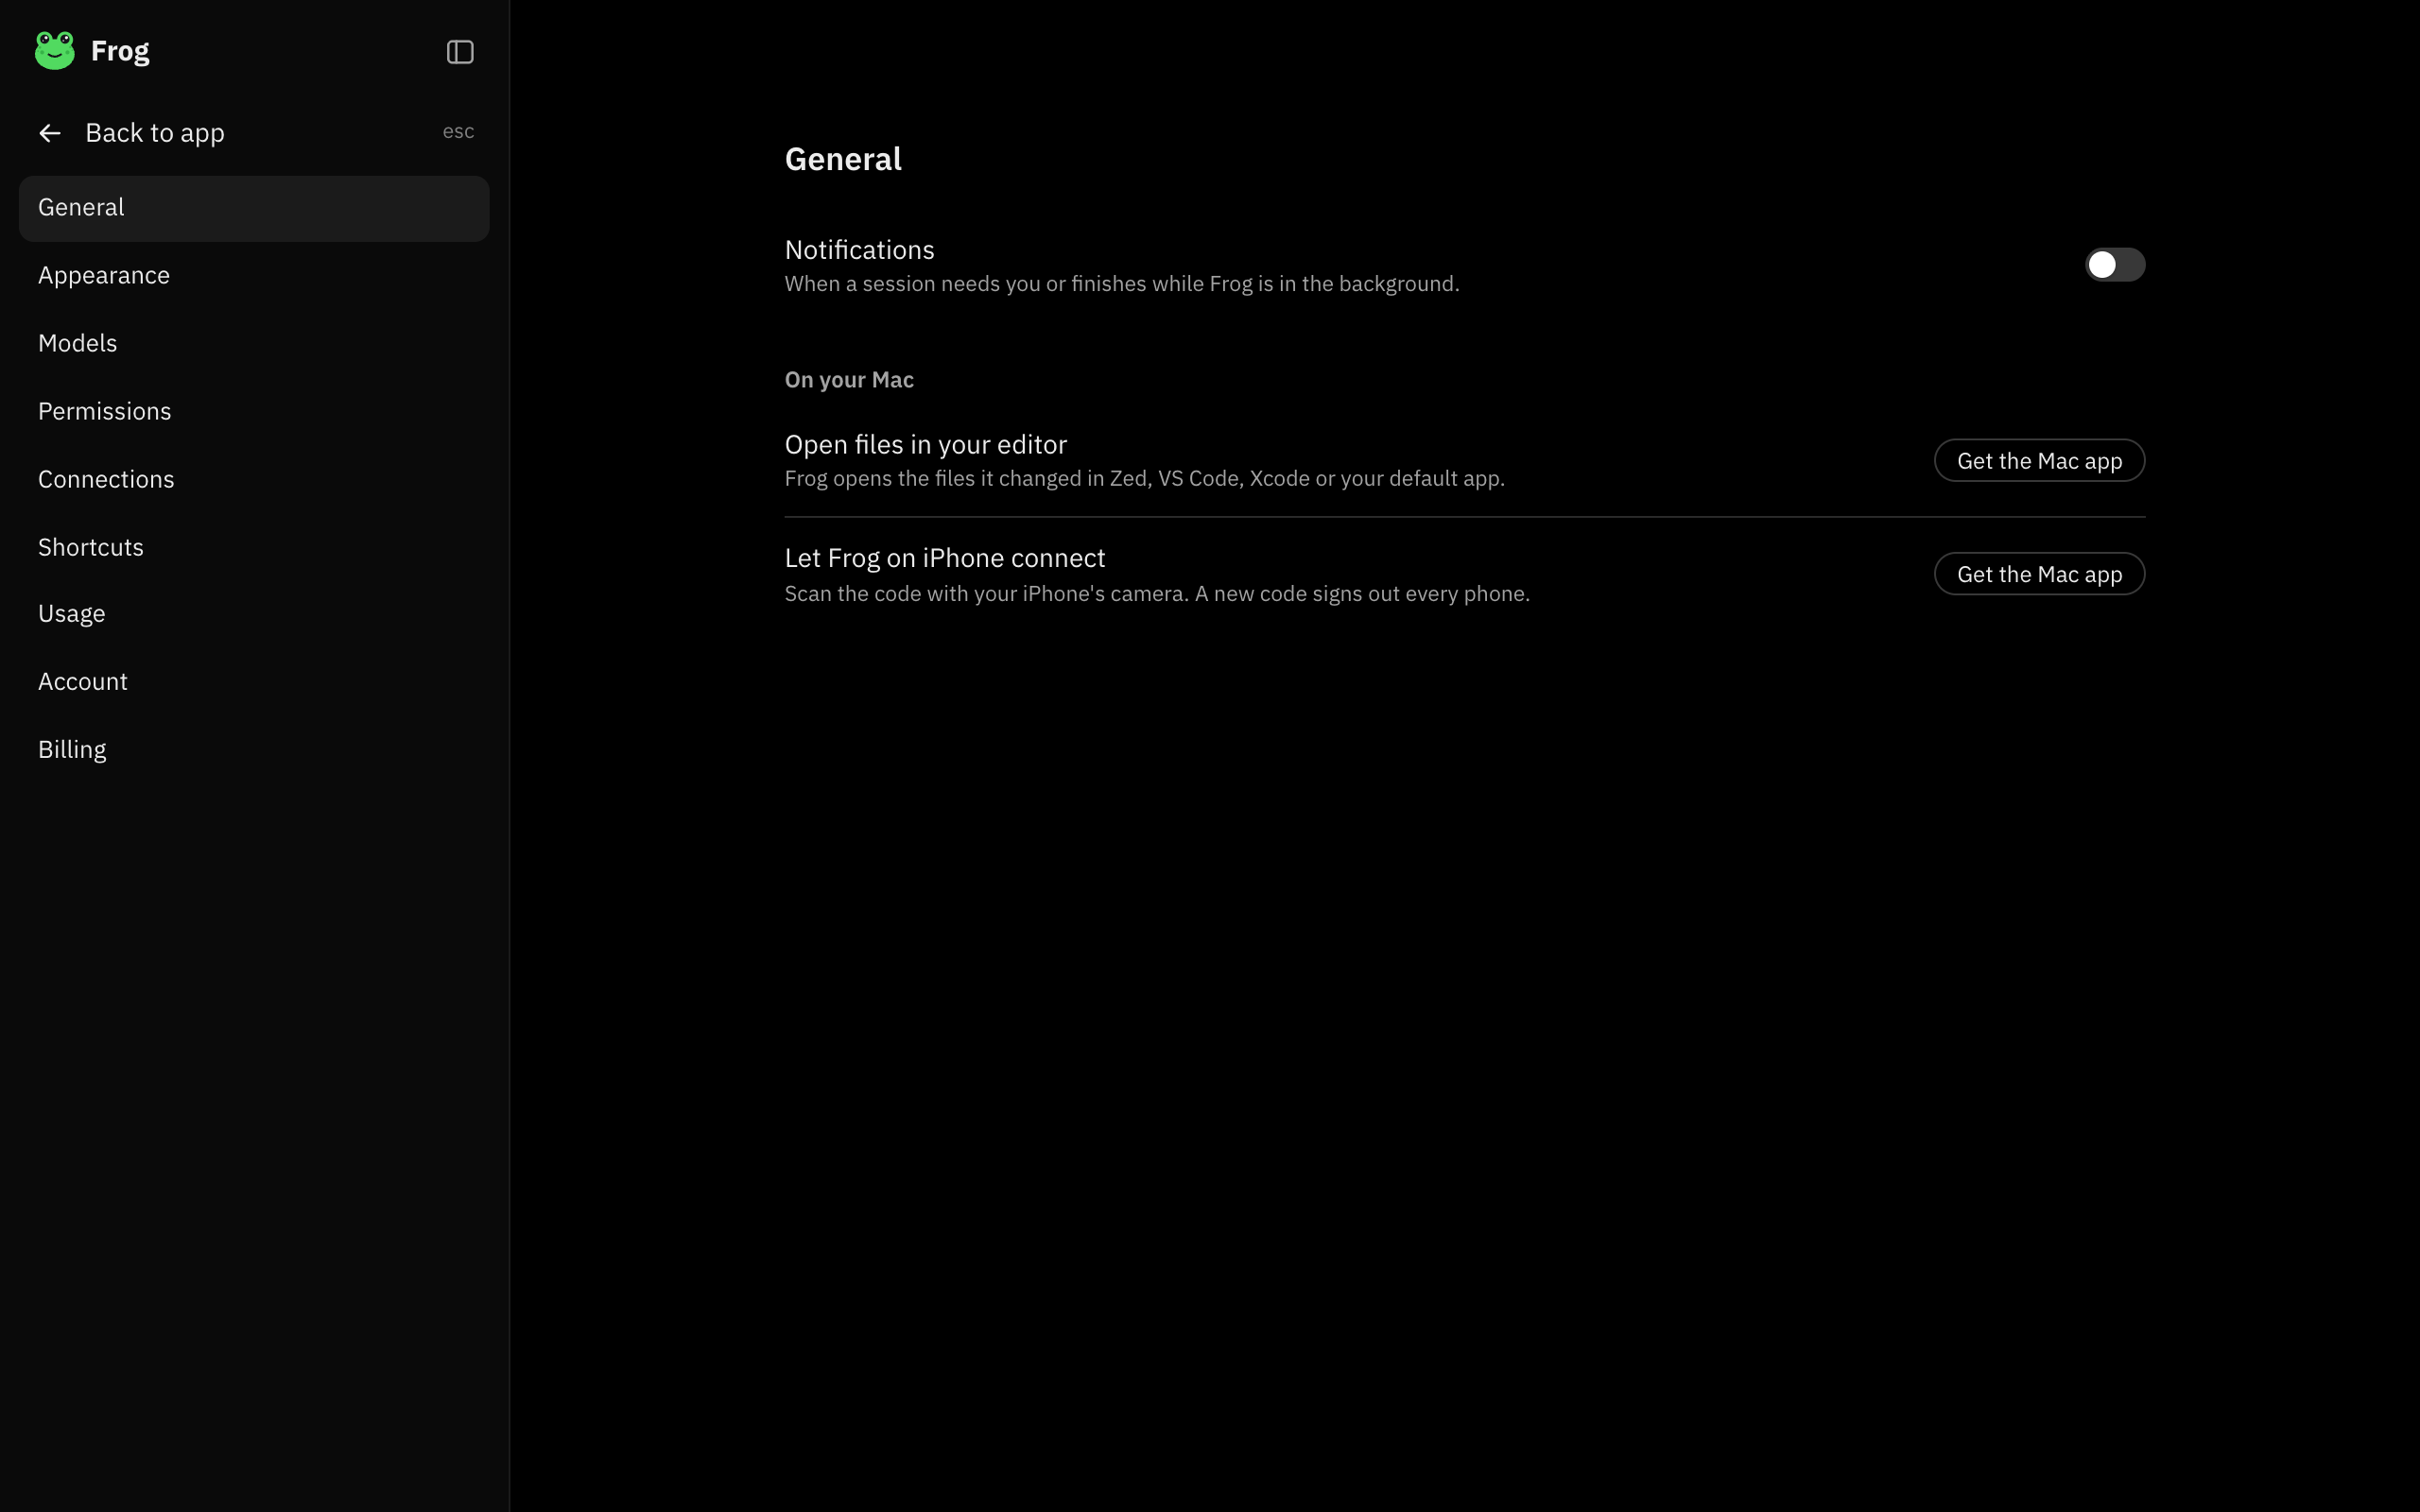 Frog
Back to app
esc
General
Appearance
Models
Permissions
Connections
Shortcuts
Usage
Account
Billing
General
Notifications
When a session needs you or finishes while Frog is in the background.
On your Mac
Open files in your editor
Frog opens the files it changed in Zed, VS Code, Xcode or your default app.
Get the Mac app
Let Frog on iPhone connect
Scan the code with your iPhone's camera. A new code signs out every phone.
Get the Mac app